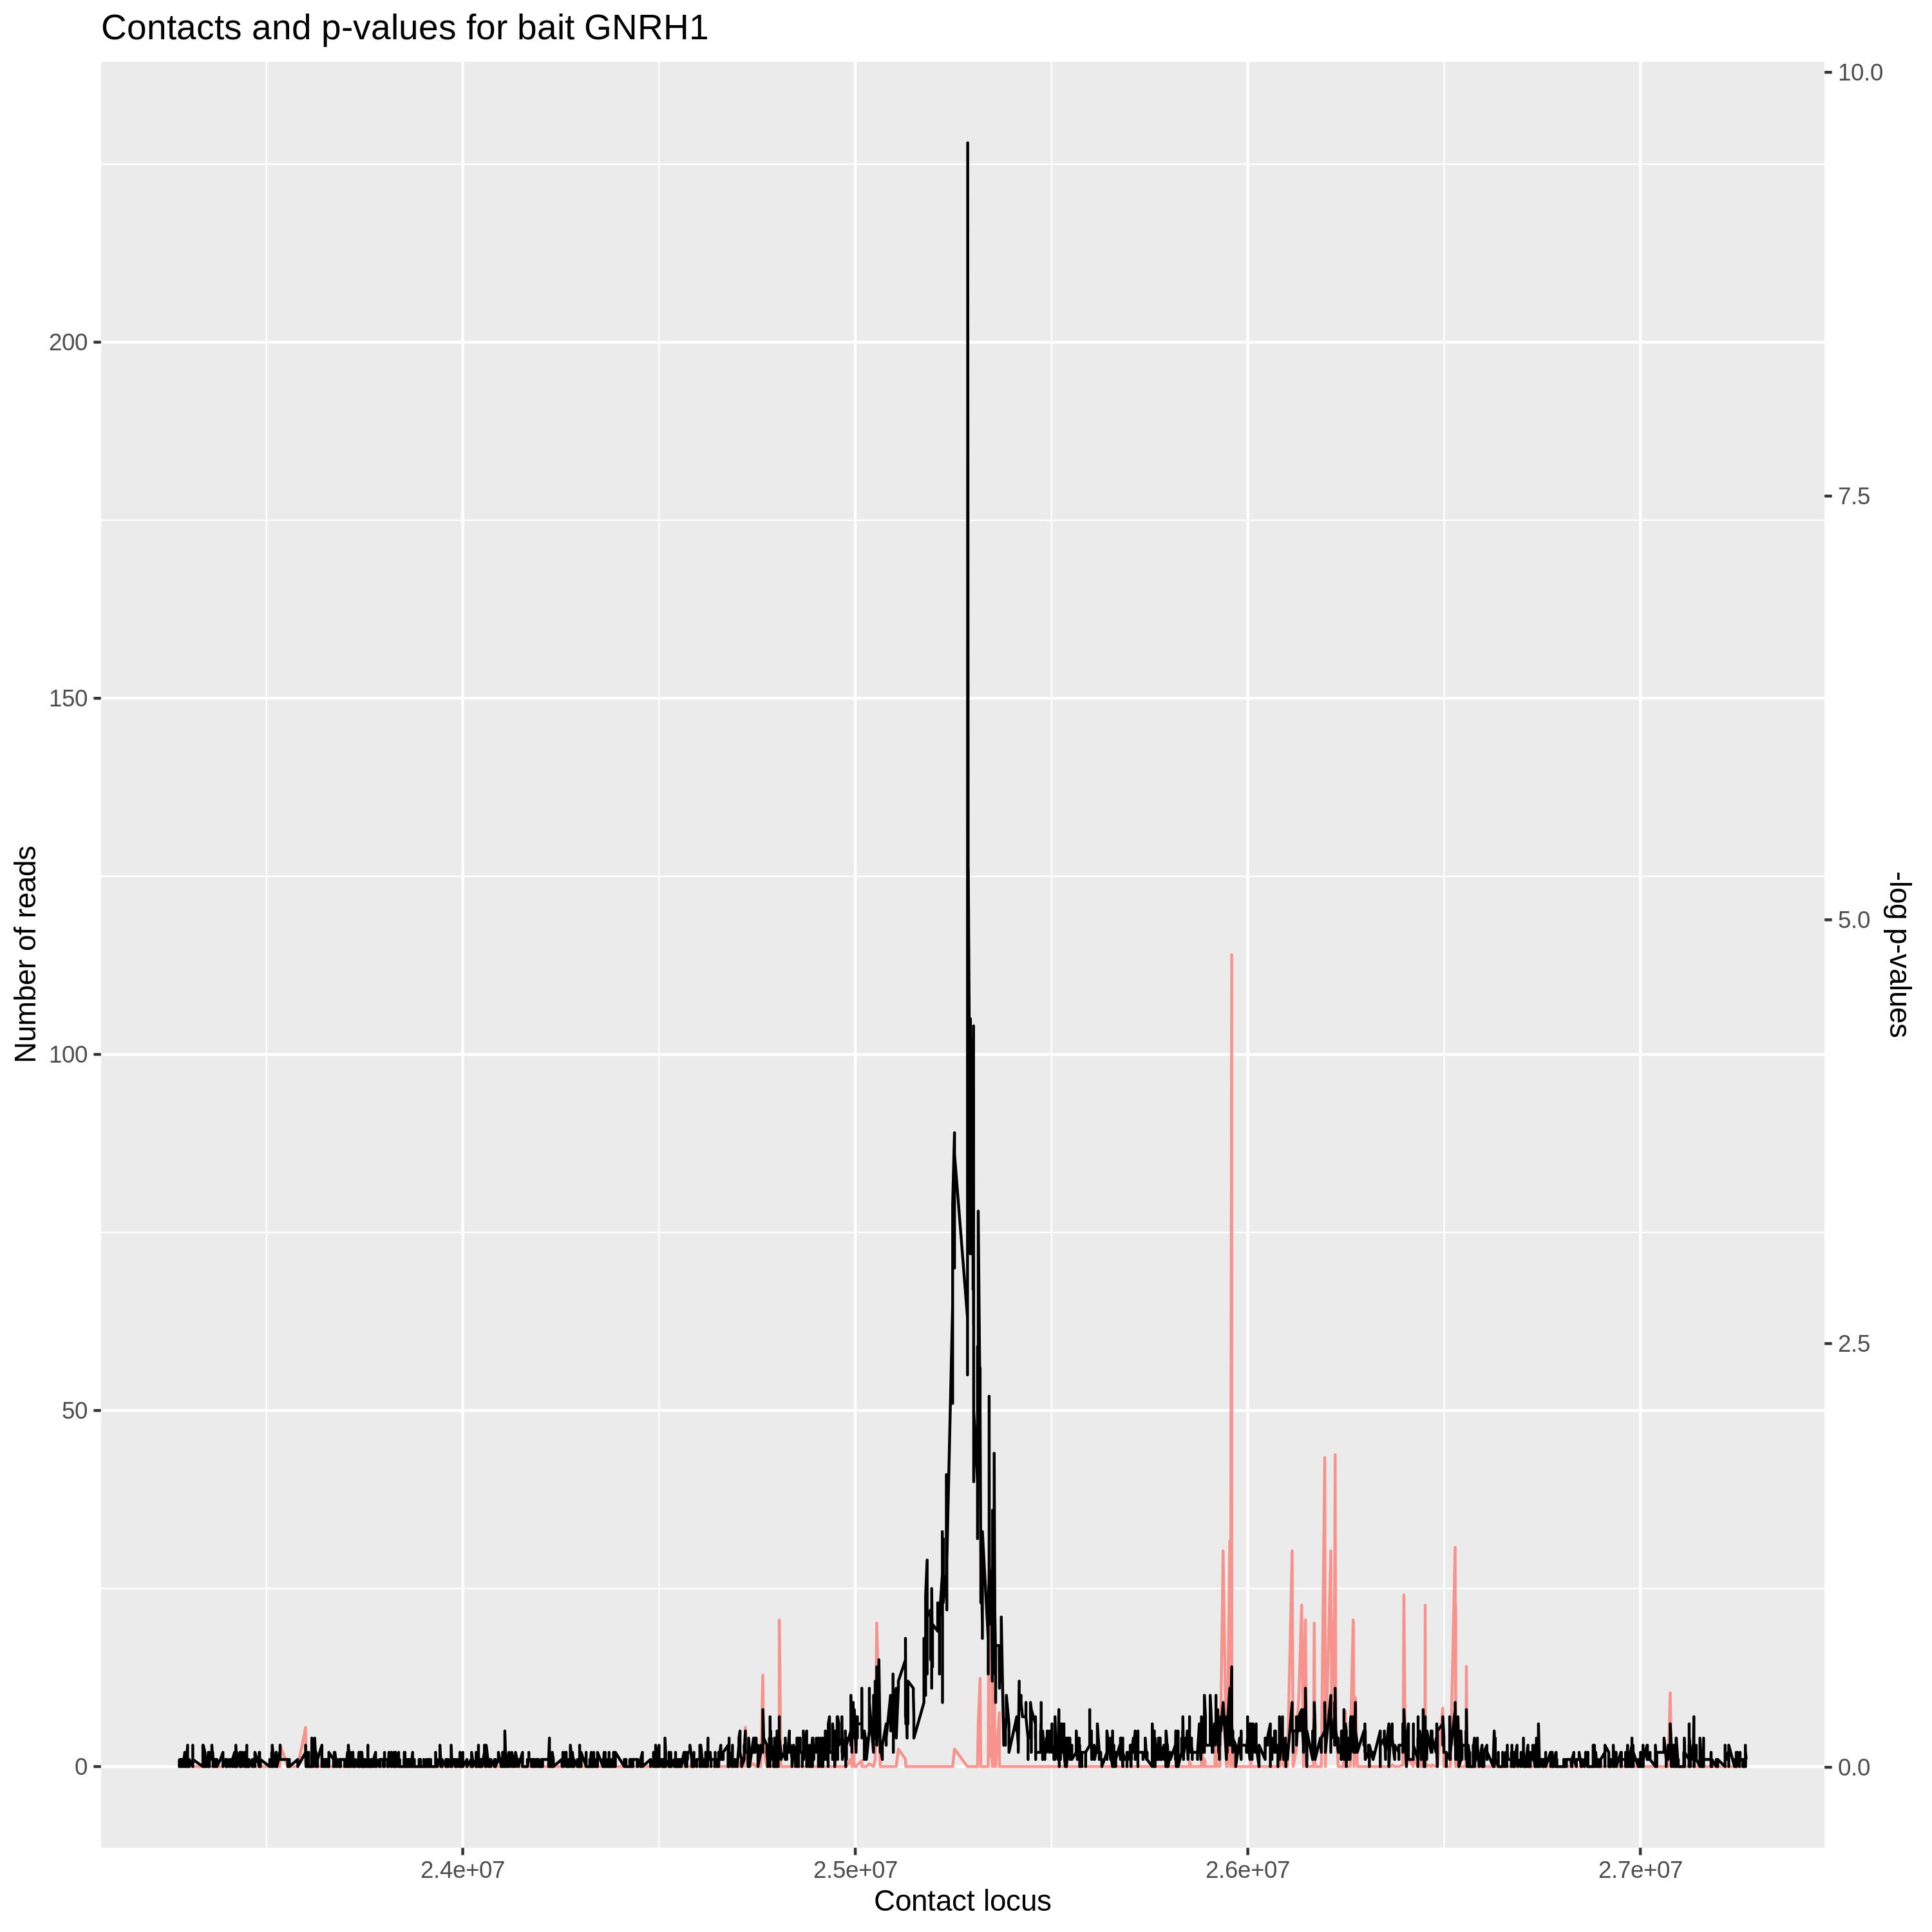 Contacts and p-values for bait GNRH1
Number of reads
200
150
100
50
0
10.0
7.5
5.0
2.5
0.0
-log p-values
2.4e+07
2.5e+07
2.6e+07
2.7e+07
Contact locus